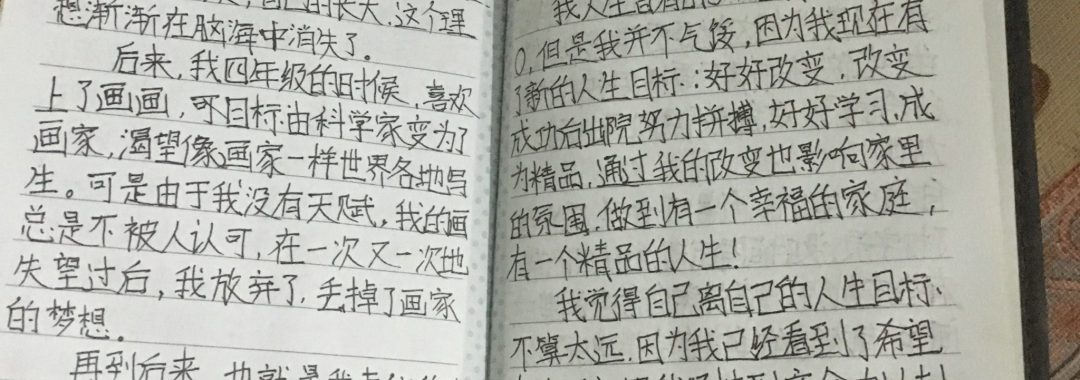 自己的长大,这个理
想渐渐在脑海中消失了。
后来,我四年级的时候,喜欢
上了画画,可目标由科学家变为了
画家,渴望像画家一样世界各地写
生。可是由于我没有天赋,我的画
总是不被人认可,在一次又一次地
失望过后,我放弃了,丢掉了画家
的梦想。
再到后来,也就是我
我人生
0,但是我并不气馁,因为我现在有
了新的人生目标:好好改变,改变
成功后出院努力拼搏,好好学习,成
为精品,通过我的改变也影响家里
的氛围,做到有一个幸福的家庭,
有一个精品的人生!
我觉得自己离自己的人生目标
不算太远,因为我已经看到了希望